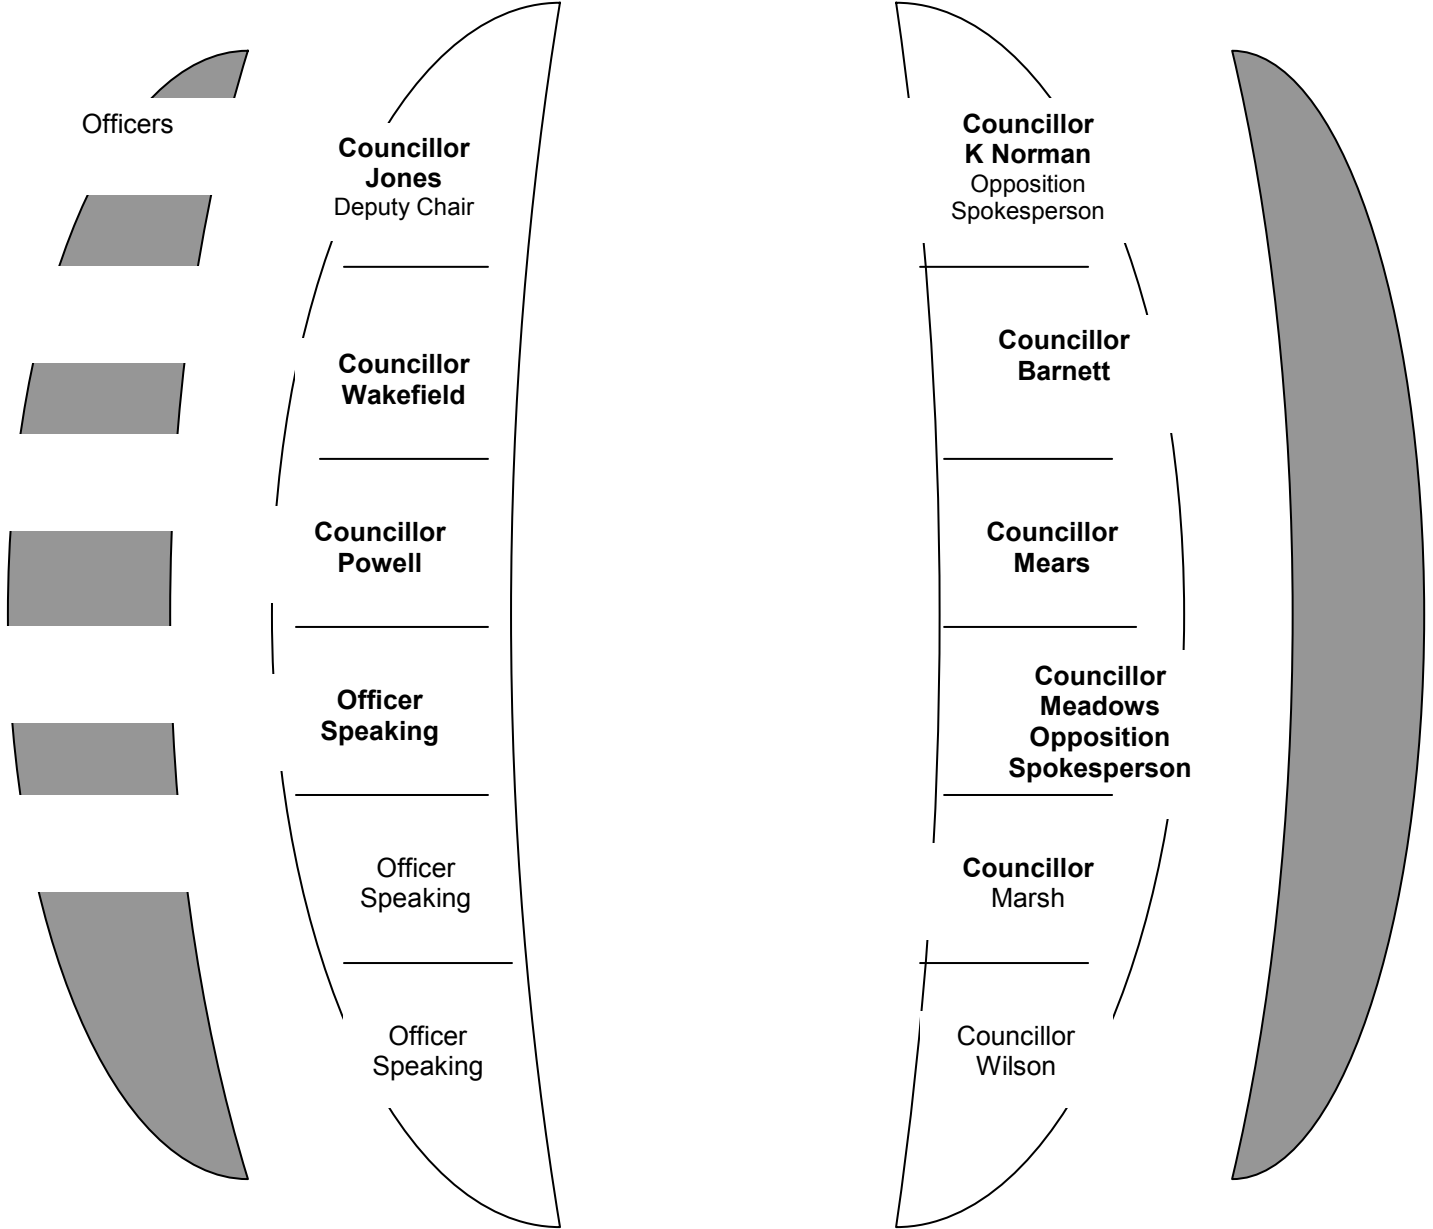 Officers
Councillor
Jones
Deputy Chair
Councillor
Wakefield
Councillor
Powell
Officer
Speaking
Officer
Speaking
Officer
Speaking
Councillor
K Norman
Opposition
Spokesperson
Councillor
Barnett
Councillor
Mears
Councillor
Meadows
Opposition
Spokesperson
Councillor
Marsh
Councillor
Wilson